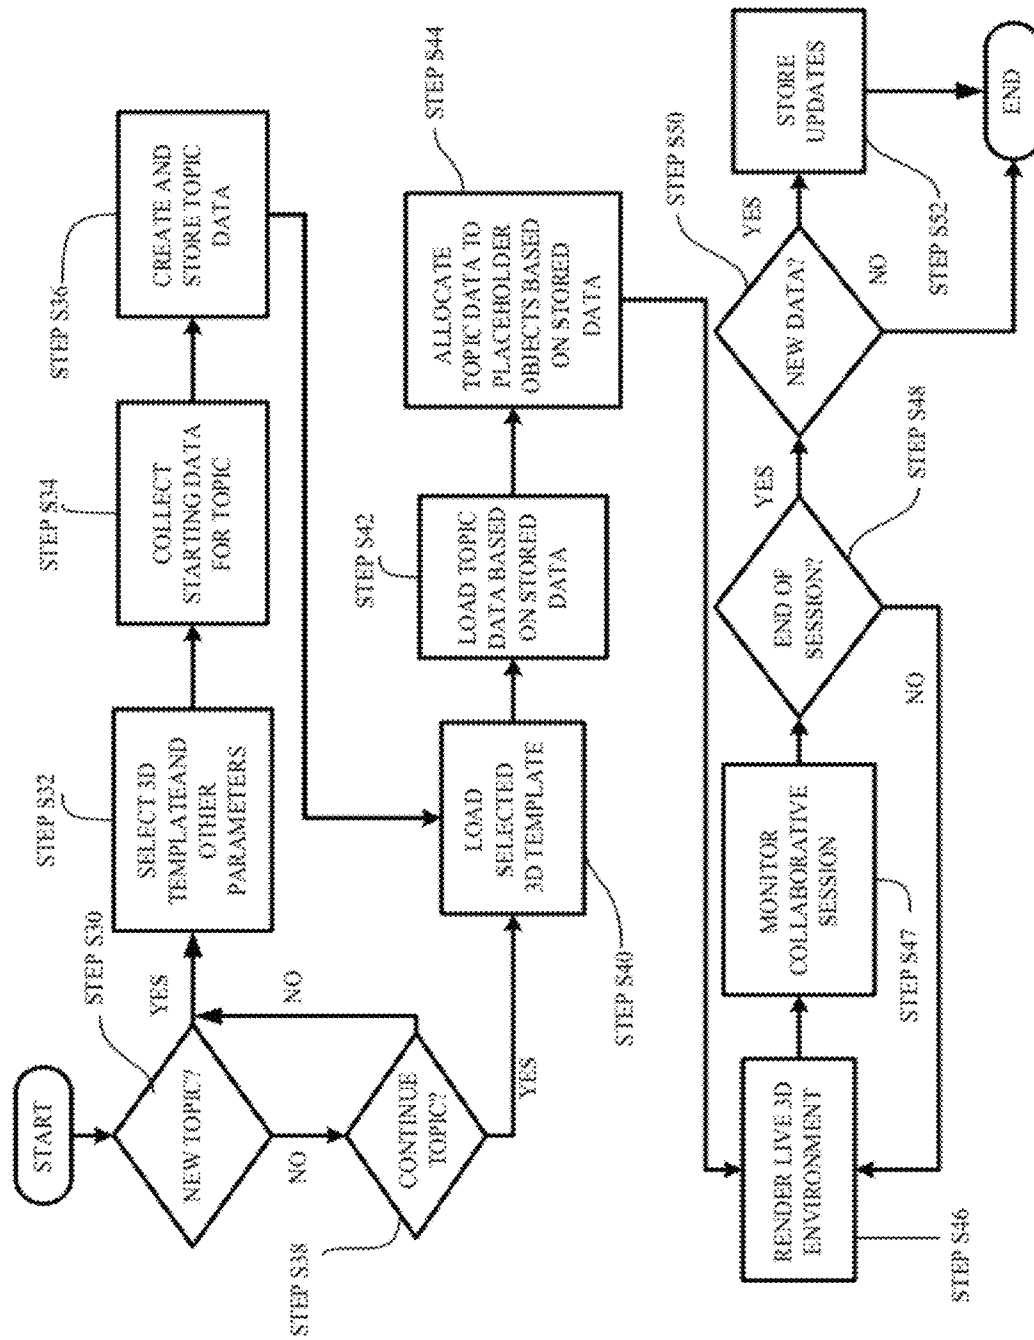 START
NEW TOPIC?
STEP S30
YES
NO
SELECT 3D
TEMPLATEAND
OTHER
PARAMETERS
STEP S32
COLLECT
STARTING DATA
FOR TOPIC
STEP S34
CREATE AND
STORE TOPIC
DATA
STEP S36
CONTINUE
TOPIC?
STEP S38
NO
YES
LOAD
SELECTED
3D TEMPLATE
STEP S40
LOAD TOPIC
DATA BASED
ON STORED
DATA
STEP S42
ALLOCATE
TOPIC DATA TO
PLACEHOLDER
OBJECTS BASED
ON STORED
DATA
STEP S44
RENDER LIVE 3D
ENVIRONMENT
STEP S46
MONITOR
COLLABORATIVE
SESSION
STEP S47
END OF
SESSION?
STEP S48
YES
NO
NEW DATA?
STEP S50
YES
NO
STORE
UPDATES
STEP S52
END